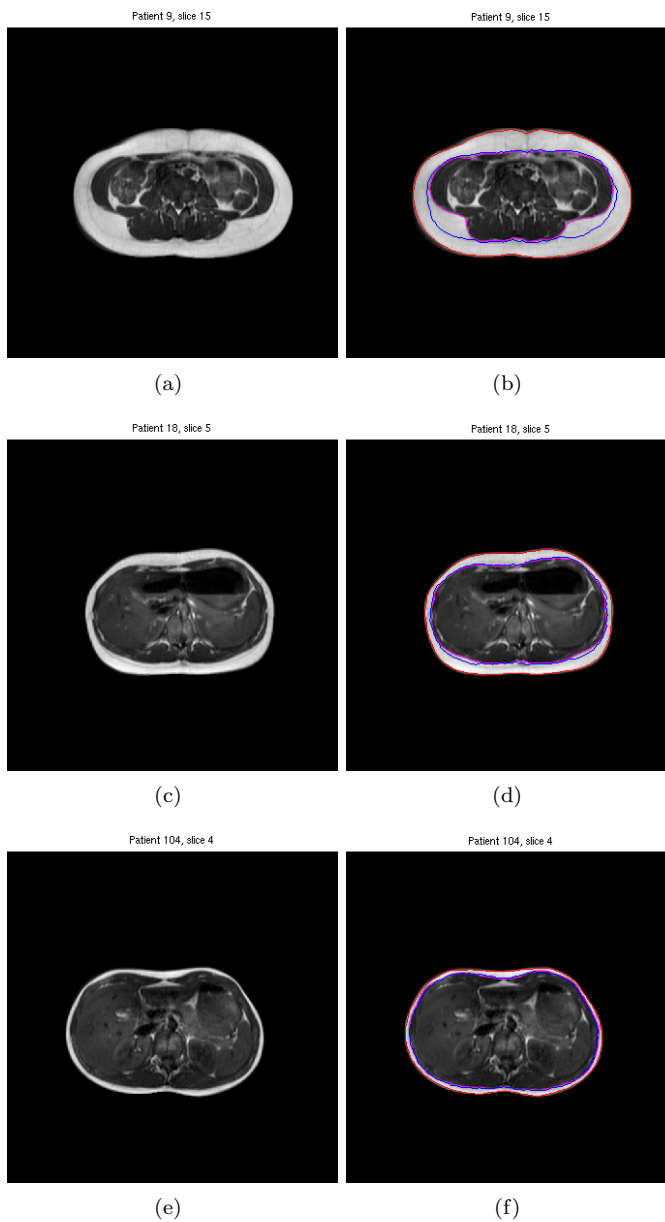 Patient 9, slice 15
Patient 9, slice 15
(a)
(b)
Patient 18, slice 5
Patient 18, slice 5
(c)
(d)
Patient 104, slice 4
Patient 104, slice 4
(e)
(f)